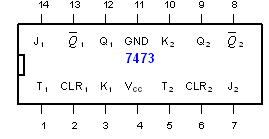 14 13 12 11 10 9 8
J₁ Q̅₁ Q₁ GND K₂ Q₂ Q̅₂
7473
T₁ CLR₁ K₁ Vcc T₂ CLR₂ J₂
1 2 3 4 5 6 7